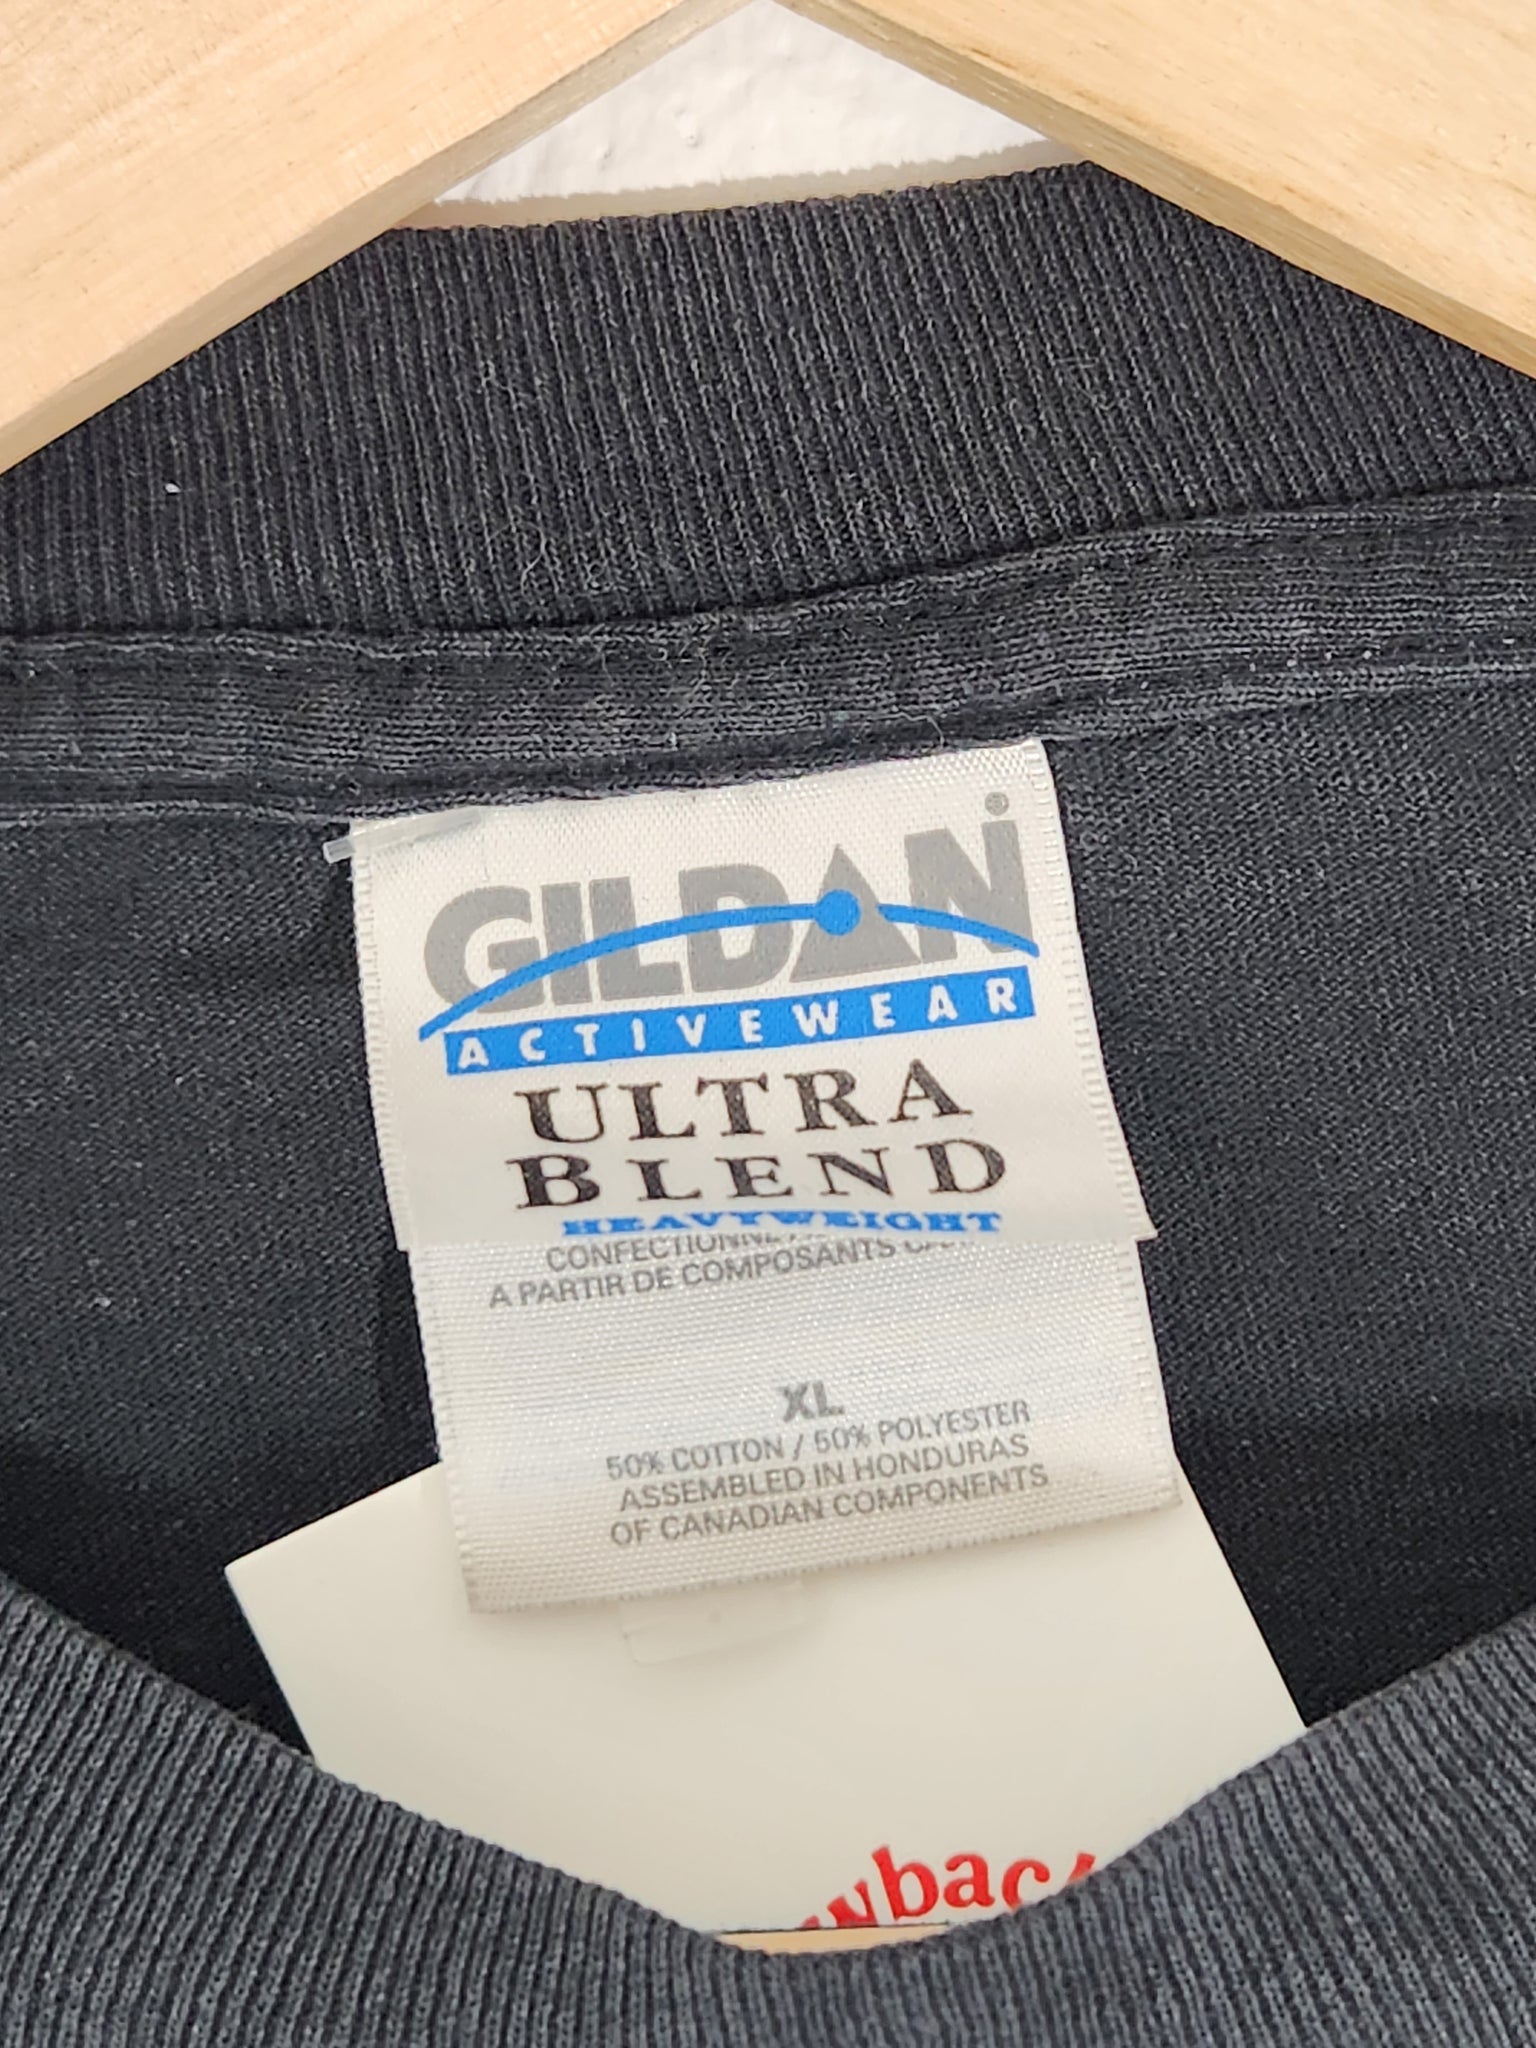 GILDAN®
ACTIVEWEAR
ULTRA
BLEND
HEAVYWEIGHT
A PARTIR DE COMPOSANTS
XL
50% COTTON / 50% POLYESTER
ASSEMBLED IN HONDURAS
OF CANADIAN COMPONENTS